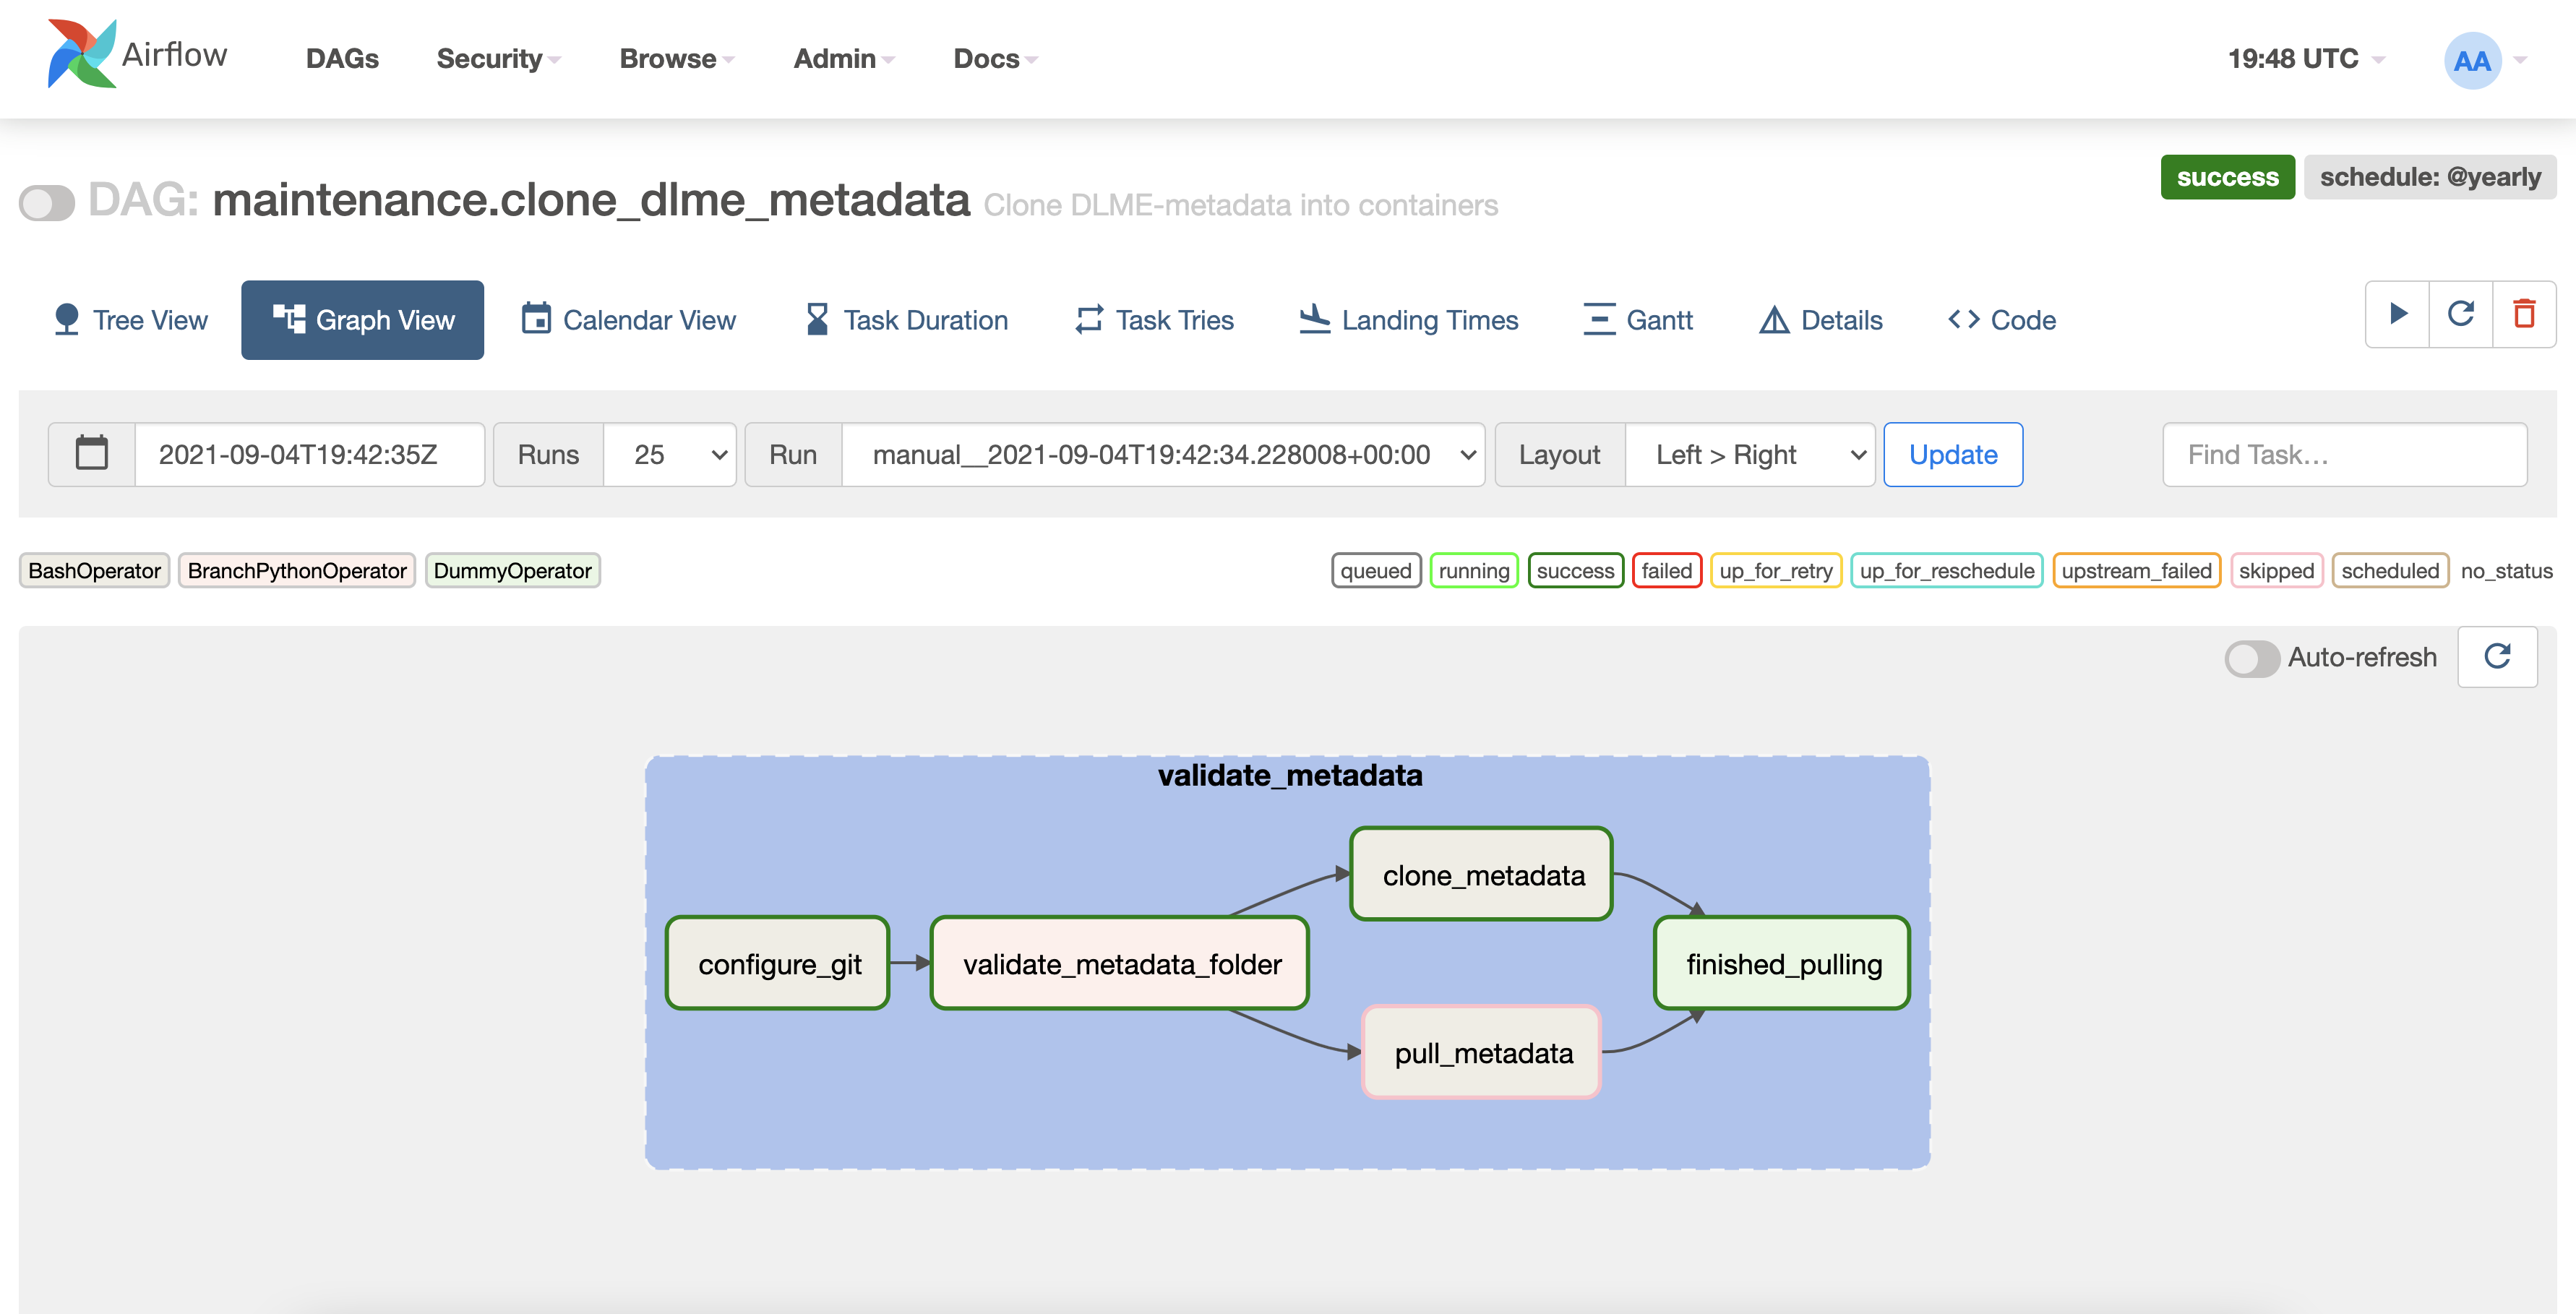 Airflow DAGs Security Browse Admin Docs 19:48 UTC AA
success schedule: @yearly
DAG: maintenance.clone_dlme_metadata Clone DLME-metadata into containers
Tree View Graph View Calendar View Task Duration Task Tries Landing Times Gantt Details Code
2021-09-04T19:42:35Z Runs 25 Run manual__2021-09-04T19:42:34.228008+00:00 Layout Left > Right Update Find Task...
BashOperator BranchPythonOperator DummyOperator queued running success failed up_for_retry up_for_reschedule upstream_failed skipped scheduled no_status
Auto-refresh
validate_metadata
clone_metadata
configure_git validate_metadata_folder finished_pulling
pull_metadata